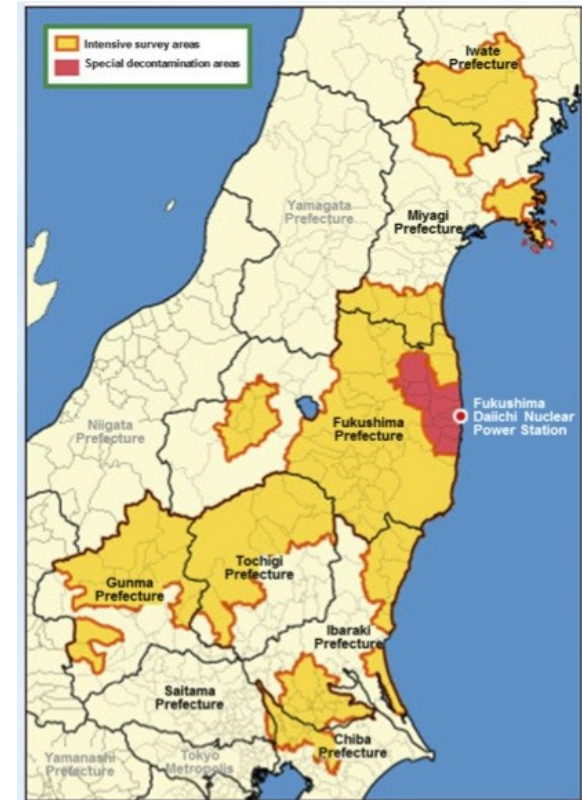 Intensive survey areas
Special decontamination areas
Iwate
Prefecture
Yamagata
Prefecture
Miyagi
Prefecture
Fukushima
Daiichi Nuclear
Power Station
Niigata
Prefecture
Fukushima
Prefecture
Tochigi
Prefecture
Gunma
Prefecture
Ibaraki
Prefecture
Saitama
Prefecture
Chiba
Prefecture
Yamanashi
Prefecture
Tokyo
Metropolis